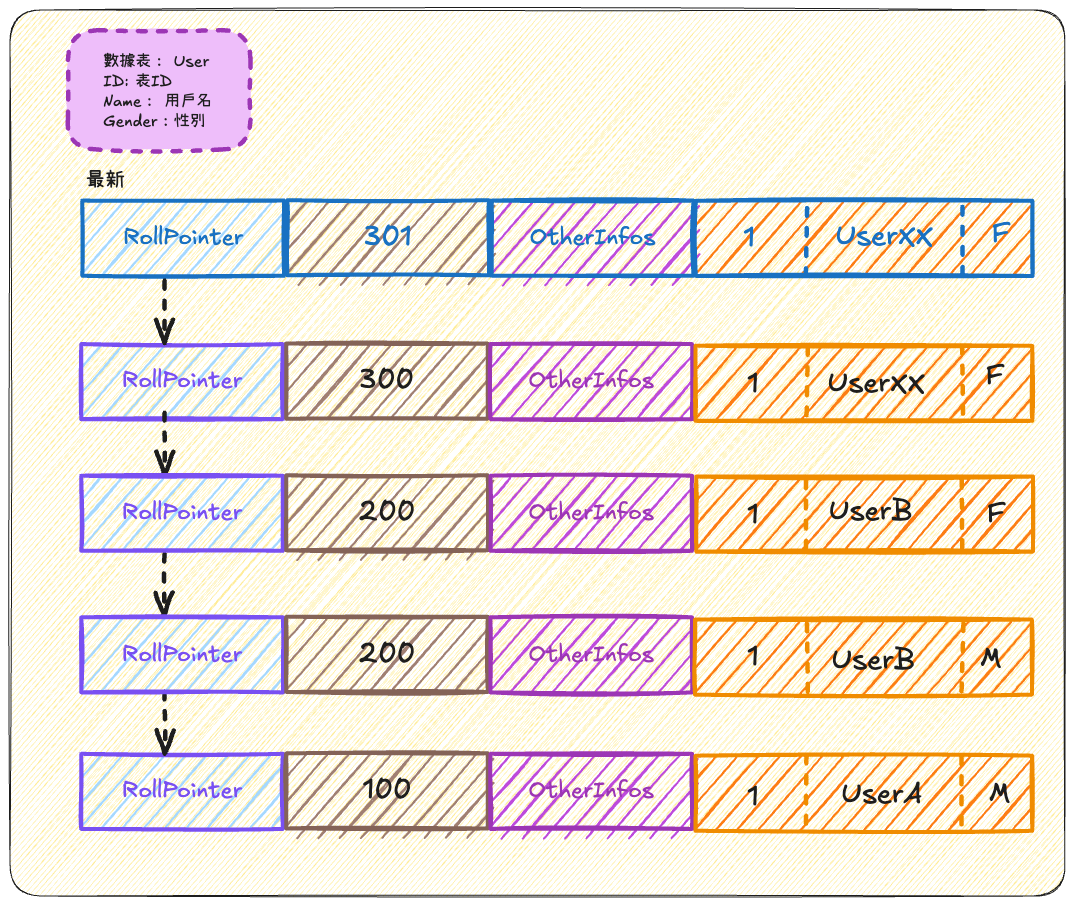 數據表： User
ID: 表ID
Name： 用戶名
Gender：性別
最新
RollPointer 301 OtherInfos 1 Userxx F
RollPointer 300 OtherInfos 1 Userxx F
RollPointer 200 OtherInfos 1 UserB F
RollPointer 200 OtherInfos 1 UserB M
RollPointer 100 OtherInfos 1 UserA M